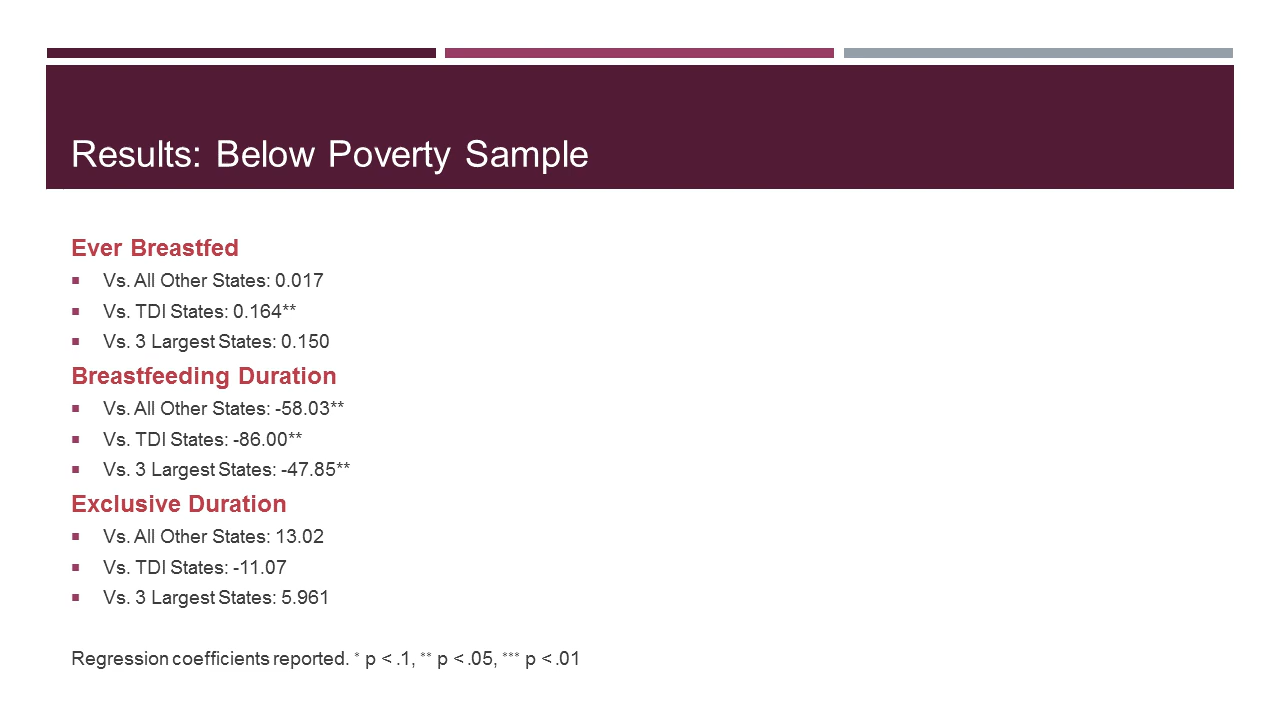 Results: Below Poverty Sample
Ever Breastfed
▪ Vs. All Other States: 0.017
▪ Vs. TDI States: 0.164**
▪ Vs. 3 Largest States: 0.150
Breastfeeding Duration
▪ Vs. All Other States: -58.03**
▪ Vs. TDI States: -86.00**
▪ Vs. 3 Largest States: -47.85**
Exclusive Duration
▪ Vs. All Other States: 13.02
▪ Vs. TDI States: -11.07
▪ Vs. 3 Largest States: 5.961
Regression coefficients reported. * p < .1, ** p < .05, *** p < .01